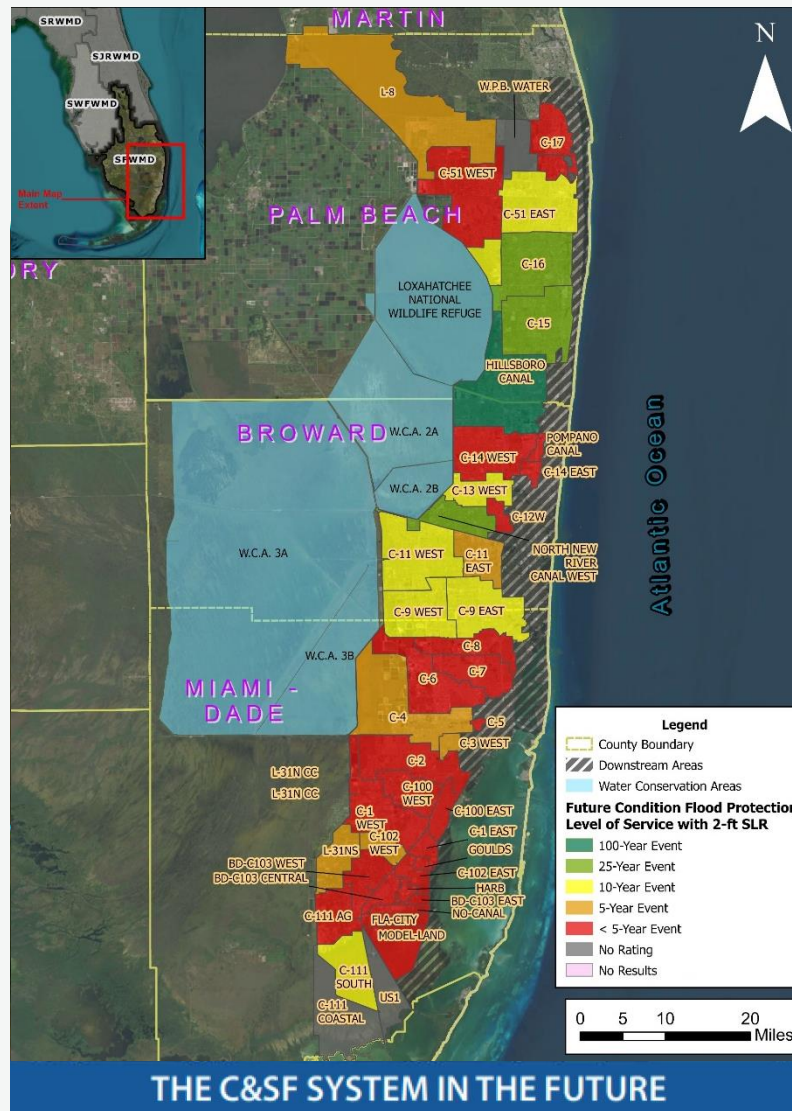 MARTIN
SRWMD
SJRWMD
SWFWMD
SFWMD
Main Map
Extent
N
L-8
W.P.B. WATER
C-17
C-51 WEST
PALM BEACH
C-51 EAST
DRY
C-16
LOXAHATCHEE
NATIONAL
WILDLIFE REFUGE
C-15
HILLSBORO
CANAL
BROWARD
W.C.A. 2A
POMPANO
CANAL
C-14 WEST
C-14 EAST
W.C.A. 2B
C-13 WEST
C-12W
Atlantic Ocean
W.C.A. 3A
C-11 WEST
C-11
EAST
NORTH NEW
RIVER
CANAL WEST
C-9 WEST
C-9 EAST
C-8
W.C.A. 3B
C-7
C-6
MIAMI -
DADE
C-4
C-5
C-3 WEST
C-2
L-31N CC
L-31N CC
C-100
WEST
C-100 EAST
C-1
WEST
C-1 EAST
C-102
WEST
L-31NS
GOULDS
BD-C103 WEST
C-102 EAST
BD-C103 CENTRAL
HARB
BD-C103 EAST
NO-CANAL
C-111 AG
FLA-CITY
MODEL-LAND
C-111
SOUTH
US1
C-111
COASTAL
Legend
County Boundary
Downstream Areas
Water Conservation Areas
Future Condition Flood Protection
Level of Service with 2-ft SLR
100-Year Event
25-Year Event
10-Year Event
5-Year Event
< 5-Year Event
No Rating
No Results
0 5 10 20
Miles
THE C&SF SYSTEM IN THE FUTURE